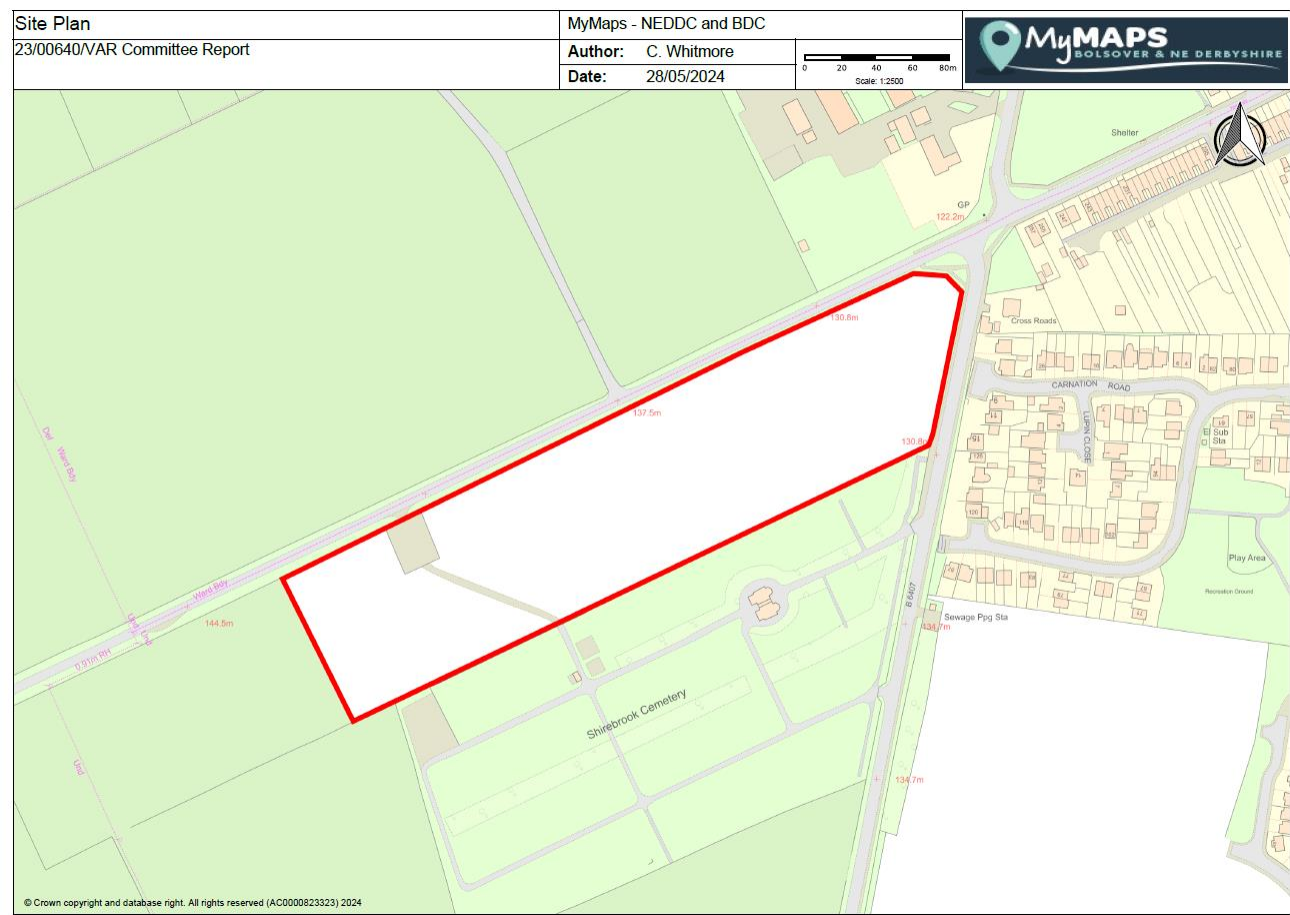 Site Plan
MyMaps - NEDDC and BDC
23/00640/VAR Committee Report
Author: C. Whitmore
Date: 28/05/2024
0 20 40 60 80m
Scale: 1:2500
MyMAPS
BOLSOVER & NE DERBYSHIRE
Shelter
GP
122.2m
130.8m
Cross Roads
137.5m
CARNATION ROAD
LUPIN CLOSE
El Sub
Sta
130.8m
Def
Ward Bdy
Play Area
Recreation Ground
Ward Bdy
B 6407
144.5m
Und
Und
0.91m RH
Sewage Ppg Sta
134.7m
Shirebrook Cemetery
Und
134.7m
© Crown copyright and database right. All rights reserved (AC0000823323) 2024